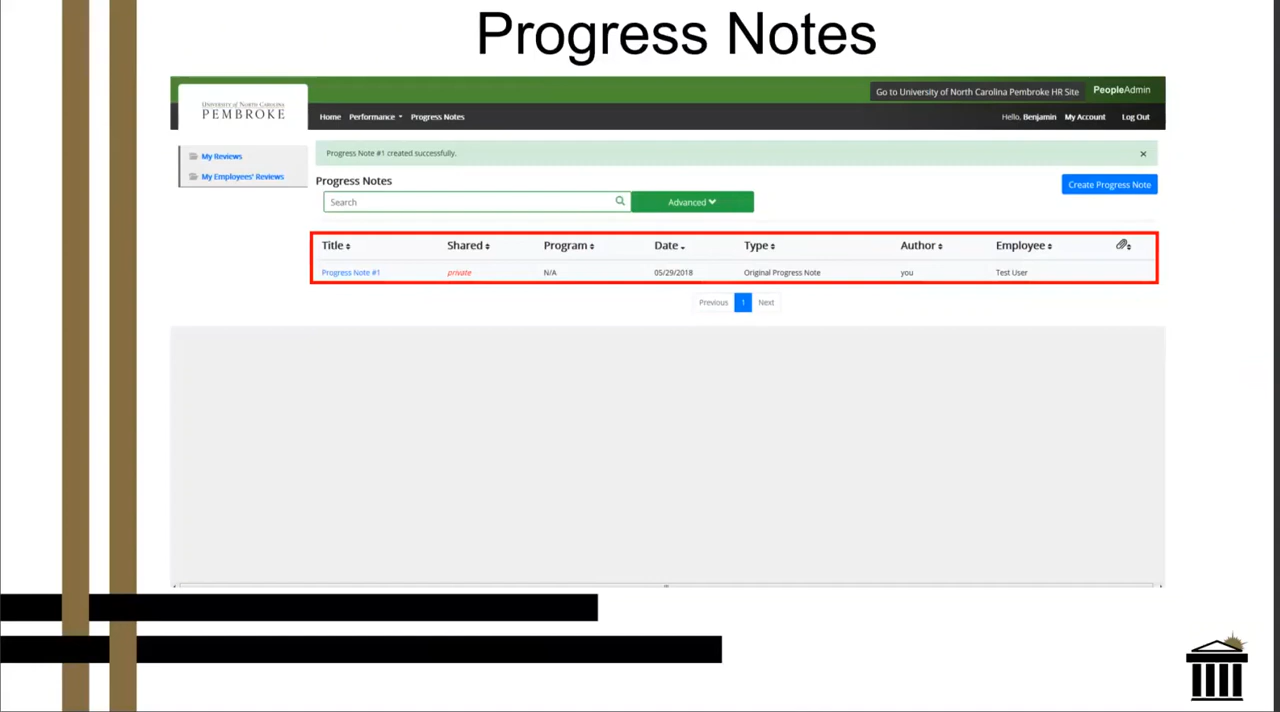 Progress Notes
Go to University of North Carolina Pembroke HR Site PeopleAdmin
University of North Carolina
PEMBROKE
Home Performance Progress Notes Hello, Benjamin My Account Log Out
My Reviews
My Employees' Reviews
Progress Note #1 created successfully. ×
Progress Notes
Create Progress Note
Search Advanced
Title Shared Program Date Type Author Employee
Progress Note #1 private N/A 05/29/2018 Original Progress Note you Test User
Previous 1 Next